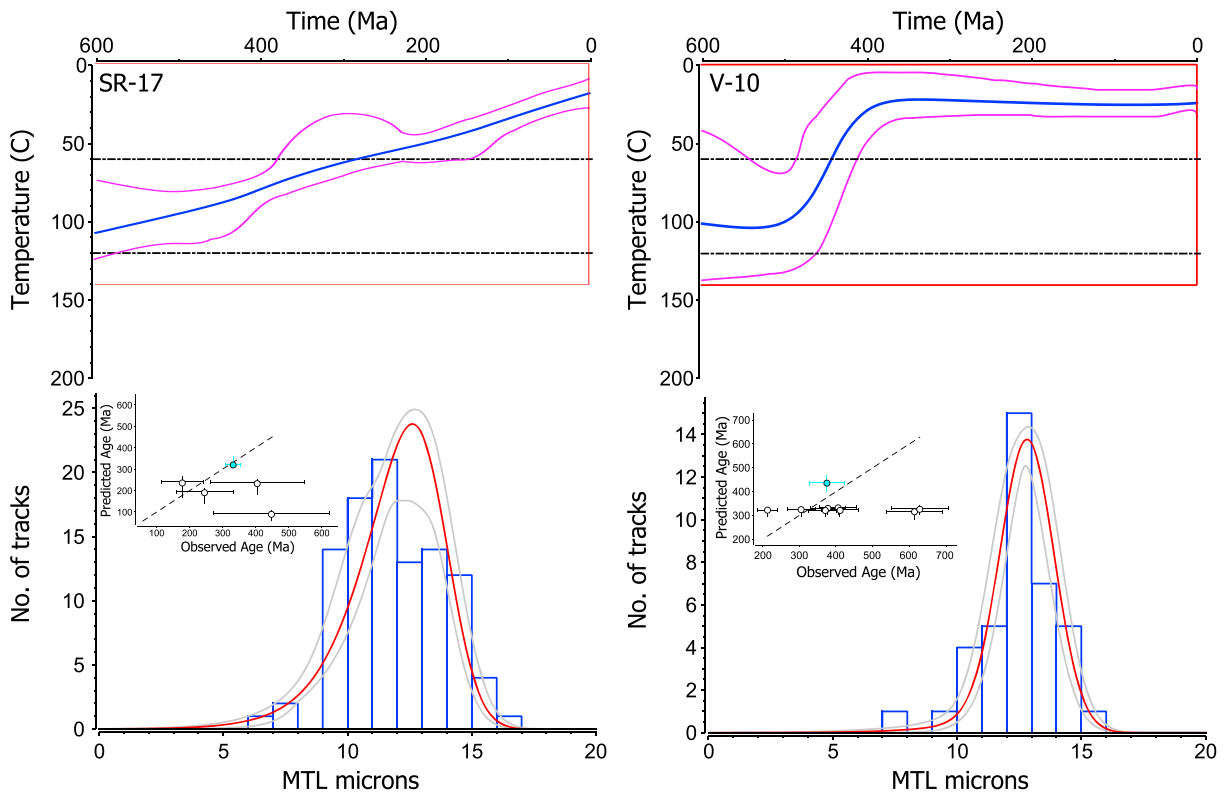 Time (Ma)
600 400 200 0
SR-17
0
50
100
150
200
Temperature (C)
Time (Ma)
600 400 200 0
V-10
0
50
100
150
200
Temperature (C)
25
20
15
10
5
0
No. of tracks
0 5 10 15 20
MTL microns
600
500
400
300
200
100
Predicted Age (Ma)
100 200 300 400 500 600
Observed Age (Ma)
14
12
10
8
6
4
2
0
No. of tracks
0 5 10 15 20
MTL microns
700
600
500
400
300
200
Predicted Age (Ma)
200 300 400 500 600 700
Observed Age (Ma)